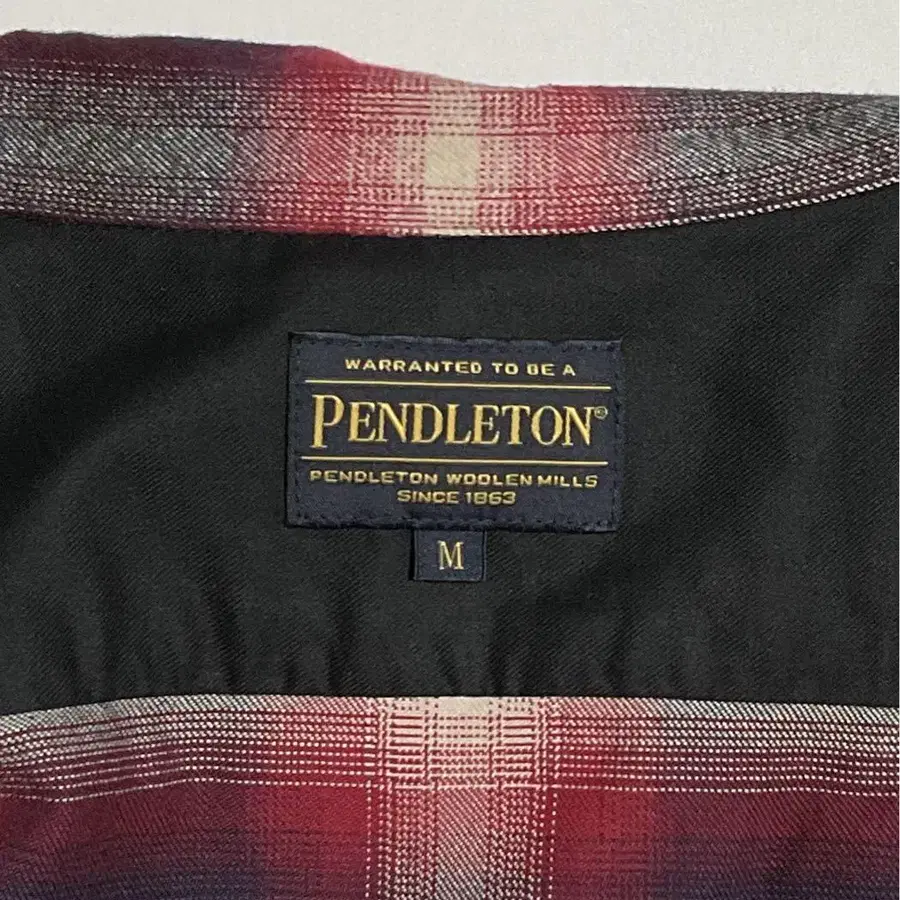 WARRANTED TO BE A
PENDLETON®
PENDLETON WOOLEN MILLS
SINCE 1863
M